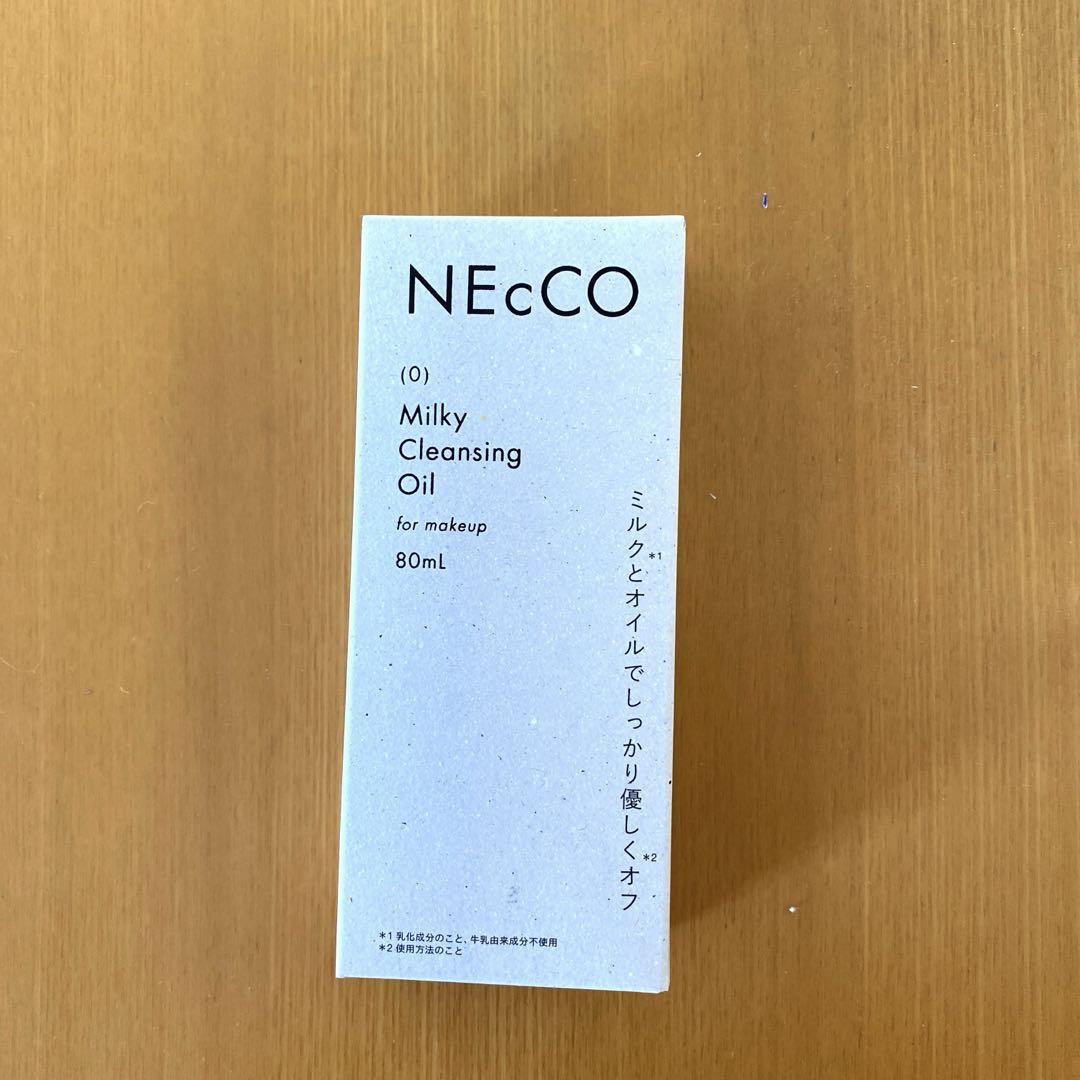 NEcCO
(0)
Milky
Cleansing
Oil
for makeup
80mL
ミルク*1とオイルでしっかり優しく*2オフ
*1 乳化成分のこと、牛乳由来成分不使用
*2 使用方法のこと